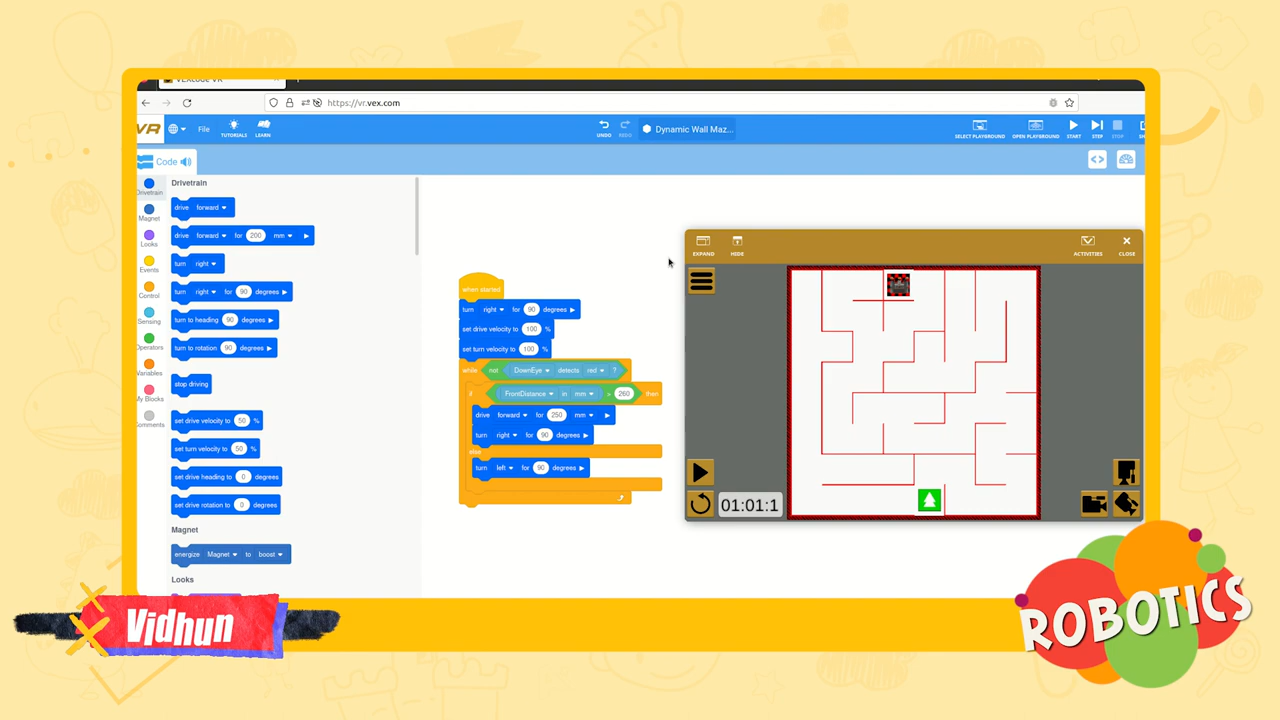 https://vr.vex.com
VR
File
TUTORIALS
LEARN
UNDO
REDO
Dynamic Wall Maz...
SELECT PLAYGROUND
OPEN PLAYGROUND
START
STEP
STOP
Code
Drivetrain
Magnet
Looks
Events
Control
Sensing
Operators
Variables
My Blocks
Comments
Drivetrain
drive forward
drive forward for 200 mm
turn right
turn right for 90 degrees
turn to heading 90 degrees
turn to rotation 90 degrees
stop driving
set drive velocity to 50 %
set turn velocity to 50 %
set drive heading to 0 degrees
set drive rotation to 0 degrees
Magnet
energize Magnet to boost
Looks
when started
turn right for 90 degrees
set drive velocity to 100 %
set turn velocity to 100 %
while not DownEye detects red ?
if FrontDistance in mm > 260 then
drive forward for 250 mm
turn right for 90 degrees
else
turn left for 90 degrees
EXPAND
HIDE
ACTIVITIES
CLOSE
01:01:1
Vidhun
ROBOTICS